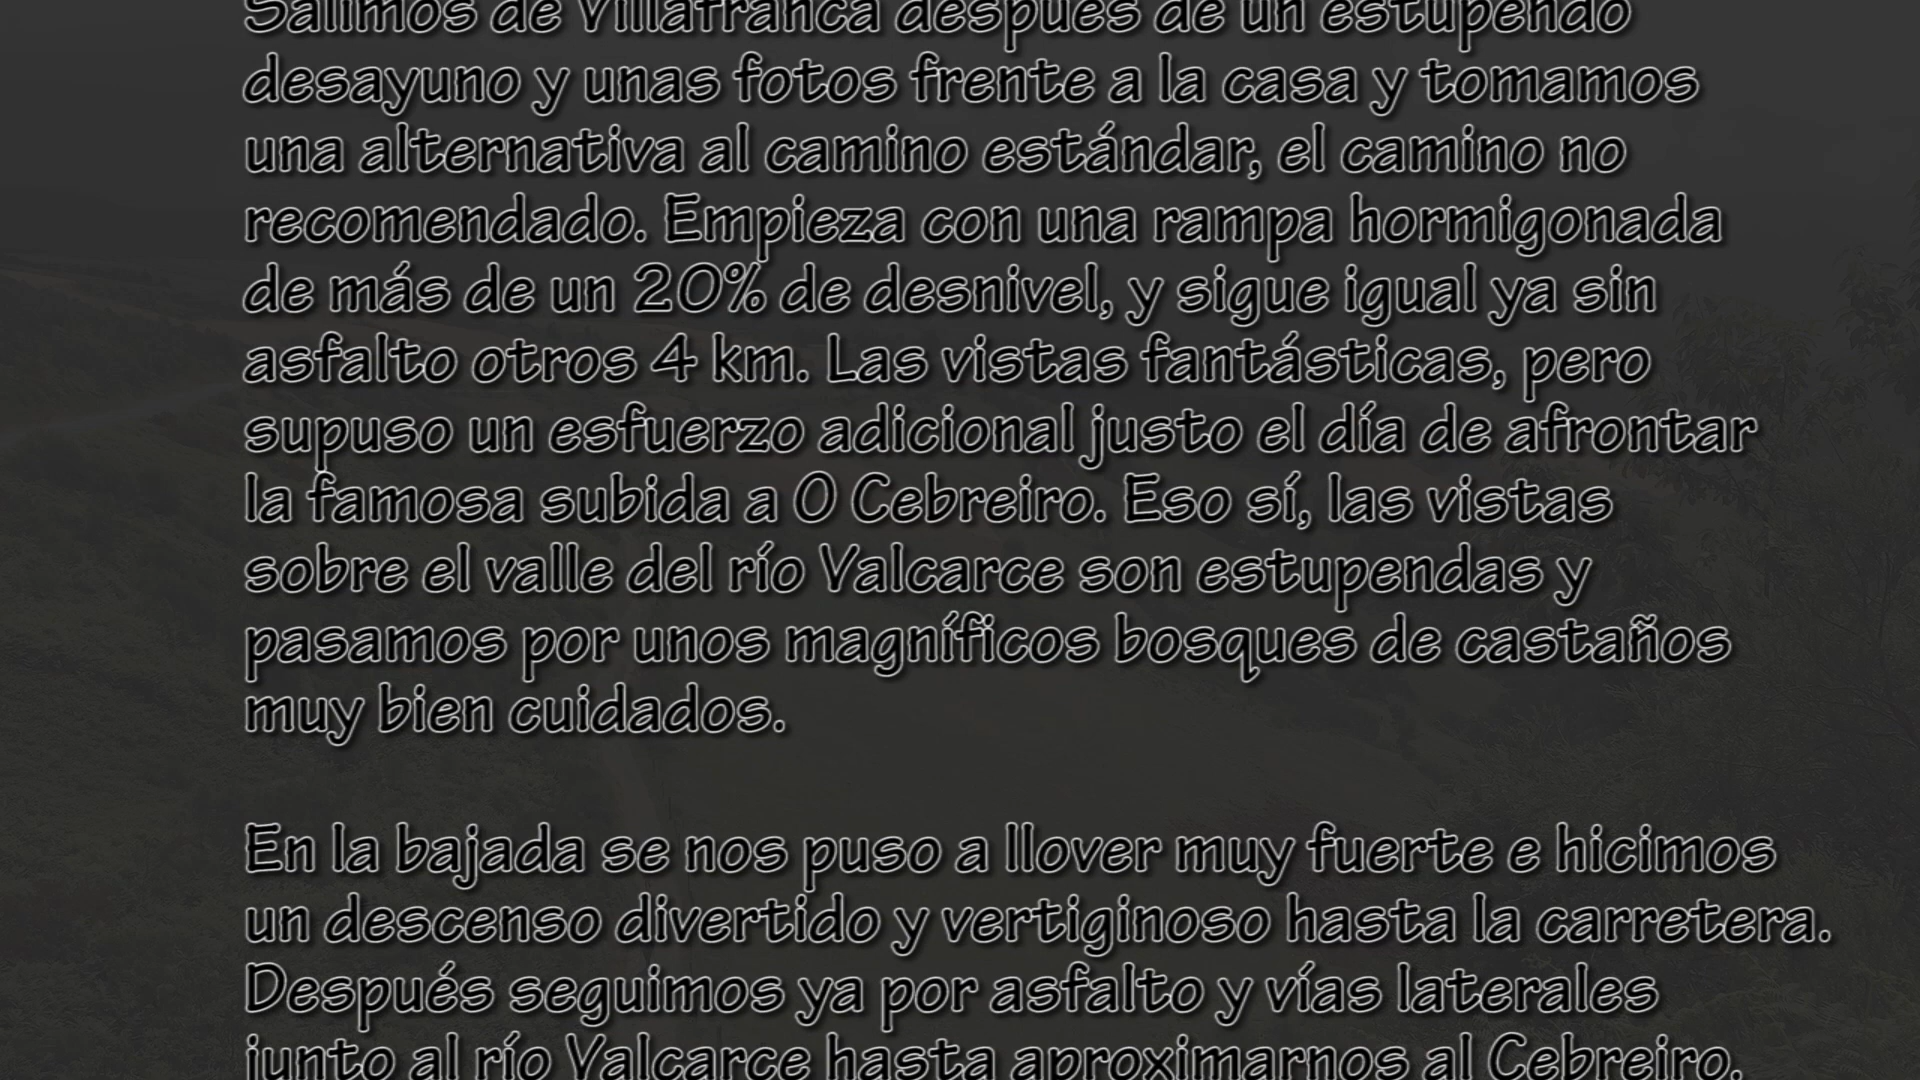 Salimos de Villafranca después de un estupendo
desayuno y unas fotos frente a la casa y tomamos
una alternativa al camino estándar, el camino no
recomendado. Empieza con una rampa hormigonada
de más de un 20% de desnivel, y sigue igual ya sin
asfalto otros 4 km. Las vistas fantásticas, pero
supuso un esfuerzo adicional justo el día de afrontar
la famosa subida a O Cebreiro. Eso sí, las vistas
sobre el valle del río Valcarce son estupendas y
pasamos por unos magníficos bosques de castaños
muy bien cuidados.
En la bajada se nos puso a llover muy fuerte e hicimos
un descenso divertido y vertiginoso hasta la carretera.
Después seguimos ya por asfalto y vías laterales
junto al río Valcarce hasta aproximarnos al Cebreiro.